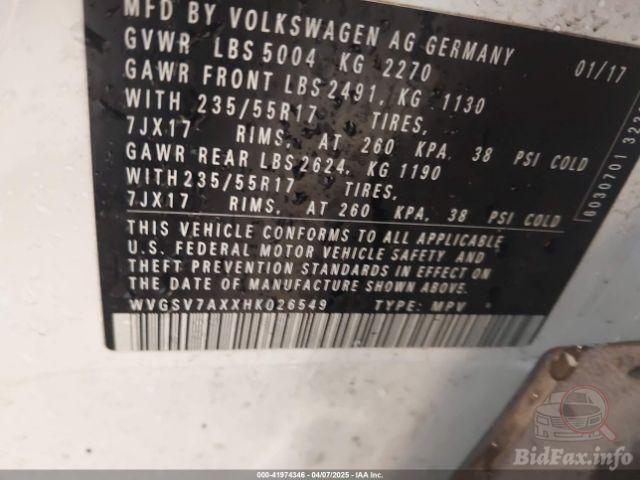 MFD BY VOLKSWAGEN AG GERMANY
GVWR LBS 5004 KG 2270 01/17
GAWR FRONT LBS 2491, KG 1130
WITH 235/55R17 TIRES,
7JX17 RIMS, AT 260 KPA, 38 PSI COLD
GAWR REAR LBS 2624, KG 1190
WITH 235/55R17 TIRES,
7JX17 RIMS, AT 260 KPA, 38 PSI COLD
THIS VEHICLE CONFORMS TO ALL APPLICABLE
U.S. FEDERAL MOTOR VEHICLE SAFETY AND
THEFT PREVENTION STANDARDS IN EFFECT ON
THE DATE OF MANUFACTURE SHOWN ABOVE.
WVGSV7AXXHK026549 TYPE: MPV
6030701
BidFax.info
000-41974346 - 04/07/2025 - IAA Inc.